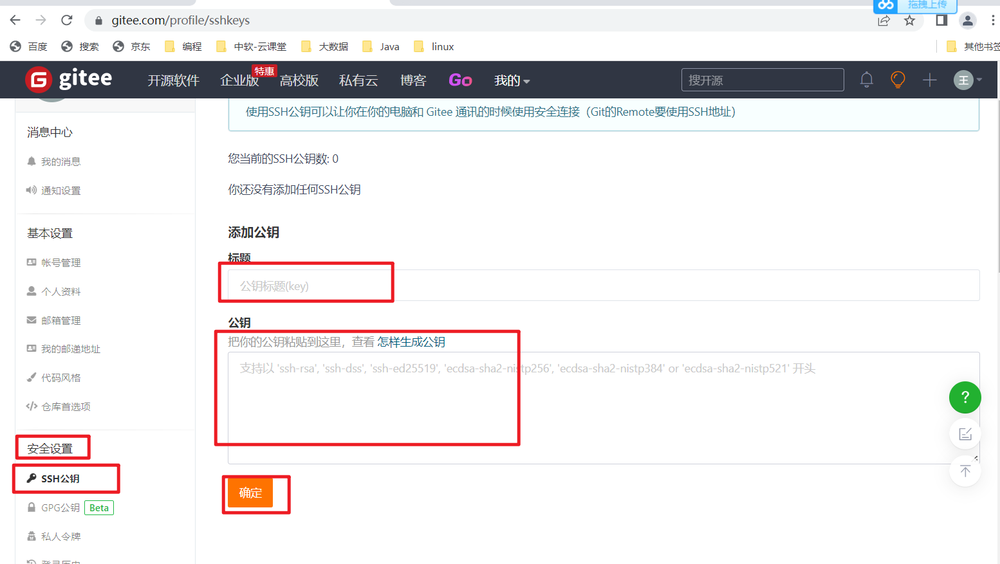 拖拽上传
gitee.com/profile/sshkeys
百度 搜索 京东 编程 中软-云课堂 大数据 Java linux 其他书签
gitee 开源软件 企业版 特惠 高校版 私有云 博客 Go 我的 搜开源 王
使用SSH公钥可以让你在你的电脑和 Gitee 通讯的时候使用安全连接（Git的Remote要使用SSH地址）
消息中心
我的消息
通知设置
基本设置
帐号管理
个人资料
邮箱管理
我的邮递地址
代码风格
仓库首选项
安全设置
SSH公钥
GPG公钥 Beta
私人令牌
登录历史
您当前的SSH公钥数: 0
你还没有添加任何SSH公钥
添加公钥
标题
公钥标题(key)
公钥
把你的公钥粘贴到这里，查看 怎样生成公钥
支持以 'ssh-rsa', 'ssh-dss', 'ssh-ed25519', 'ecdsa-sha2-nistp256', 'ecdsa-sha2-nistp384' or 'ecdsa-sha2-nistp521' 开头
确定
?